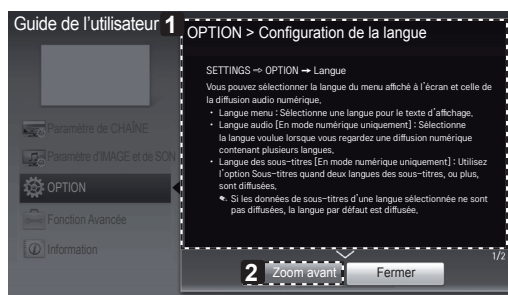 Guide de l'utilisateur
1
OPTION > Configuration de la langue
SETTINGS ⇨ OPTION ➞ Langue
Vous pouvez sélectionner la langue du menu affiché à l'écran et celle de
la diffusion audio numérique,
• Langue menu : Sélectionne une langue pour le texte d'affichage,
• Langue audio [En mode numérique uniquement] : Sélectionne
la langue voulue lorsque vous regardez une diffusion numérique
contenant plusieurs langues,
• Langue des sous-titres [En mode numérique uniquement] : Utilisez
l'option Sous-titres quand deux langues des sous-titres, ou plus,
sont diffusées,
✎ Si les données de sous-titres d'une langue sélectionnée ne sont
pas diffusées, la langue par défaut est diffusée,
Paramètre de CHAÎNE
Paramètre d'IMAGE et de SON
OPTION
Fonction Avancée
Information
1/2
2
Zoom avant
Fermer